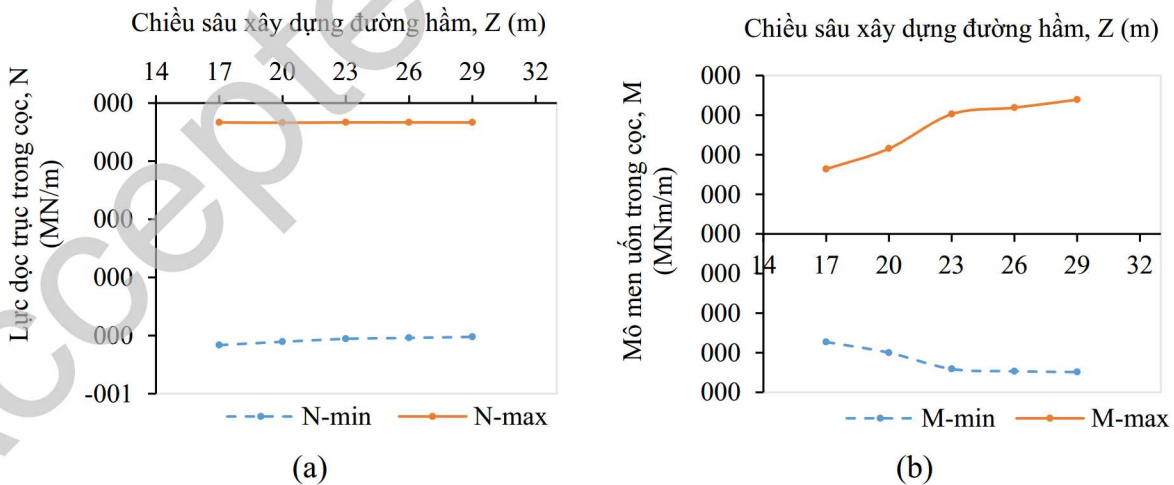 Chiều sâu xây dựng đường hầm, Z (m)
14 17 20 23 26 29 32
Lực dọc trục trong cọc, N
(MN/m)
000
000
000
000
000
-001
N-min N-max
(a)
Chiều sâu xây dựng đường hầm, Z (m)
Mô men uốn trong cọc, M
(MNm/m)
000
000
000
000
000
14 17 20 23 26 29 32
000
000
000
000
M-min M-max
(b)
ccepte